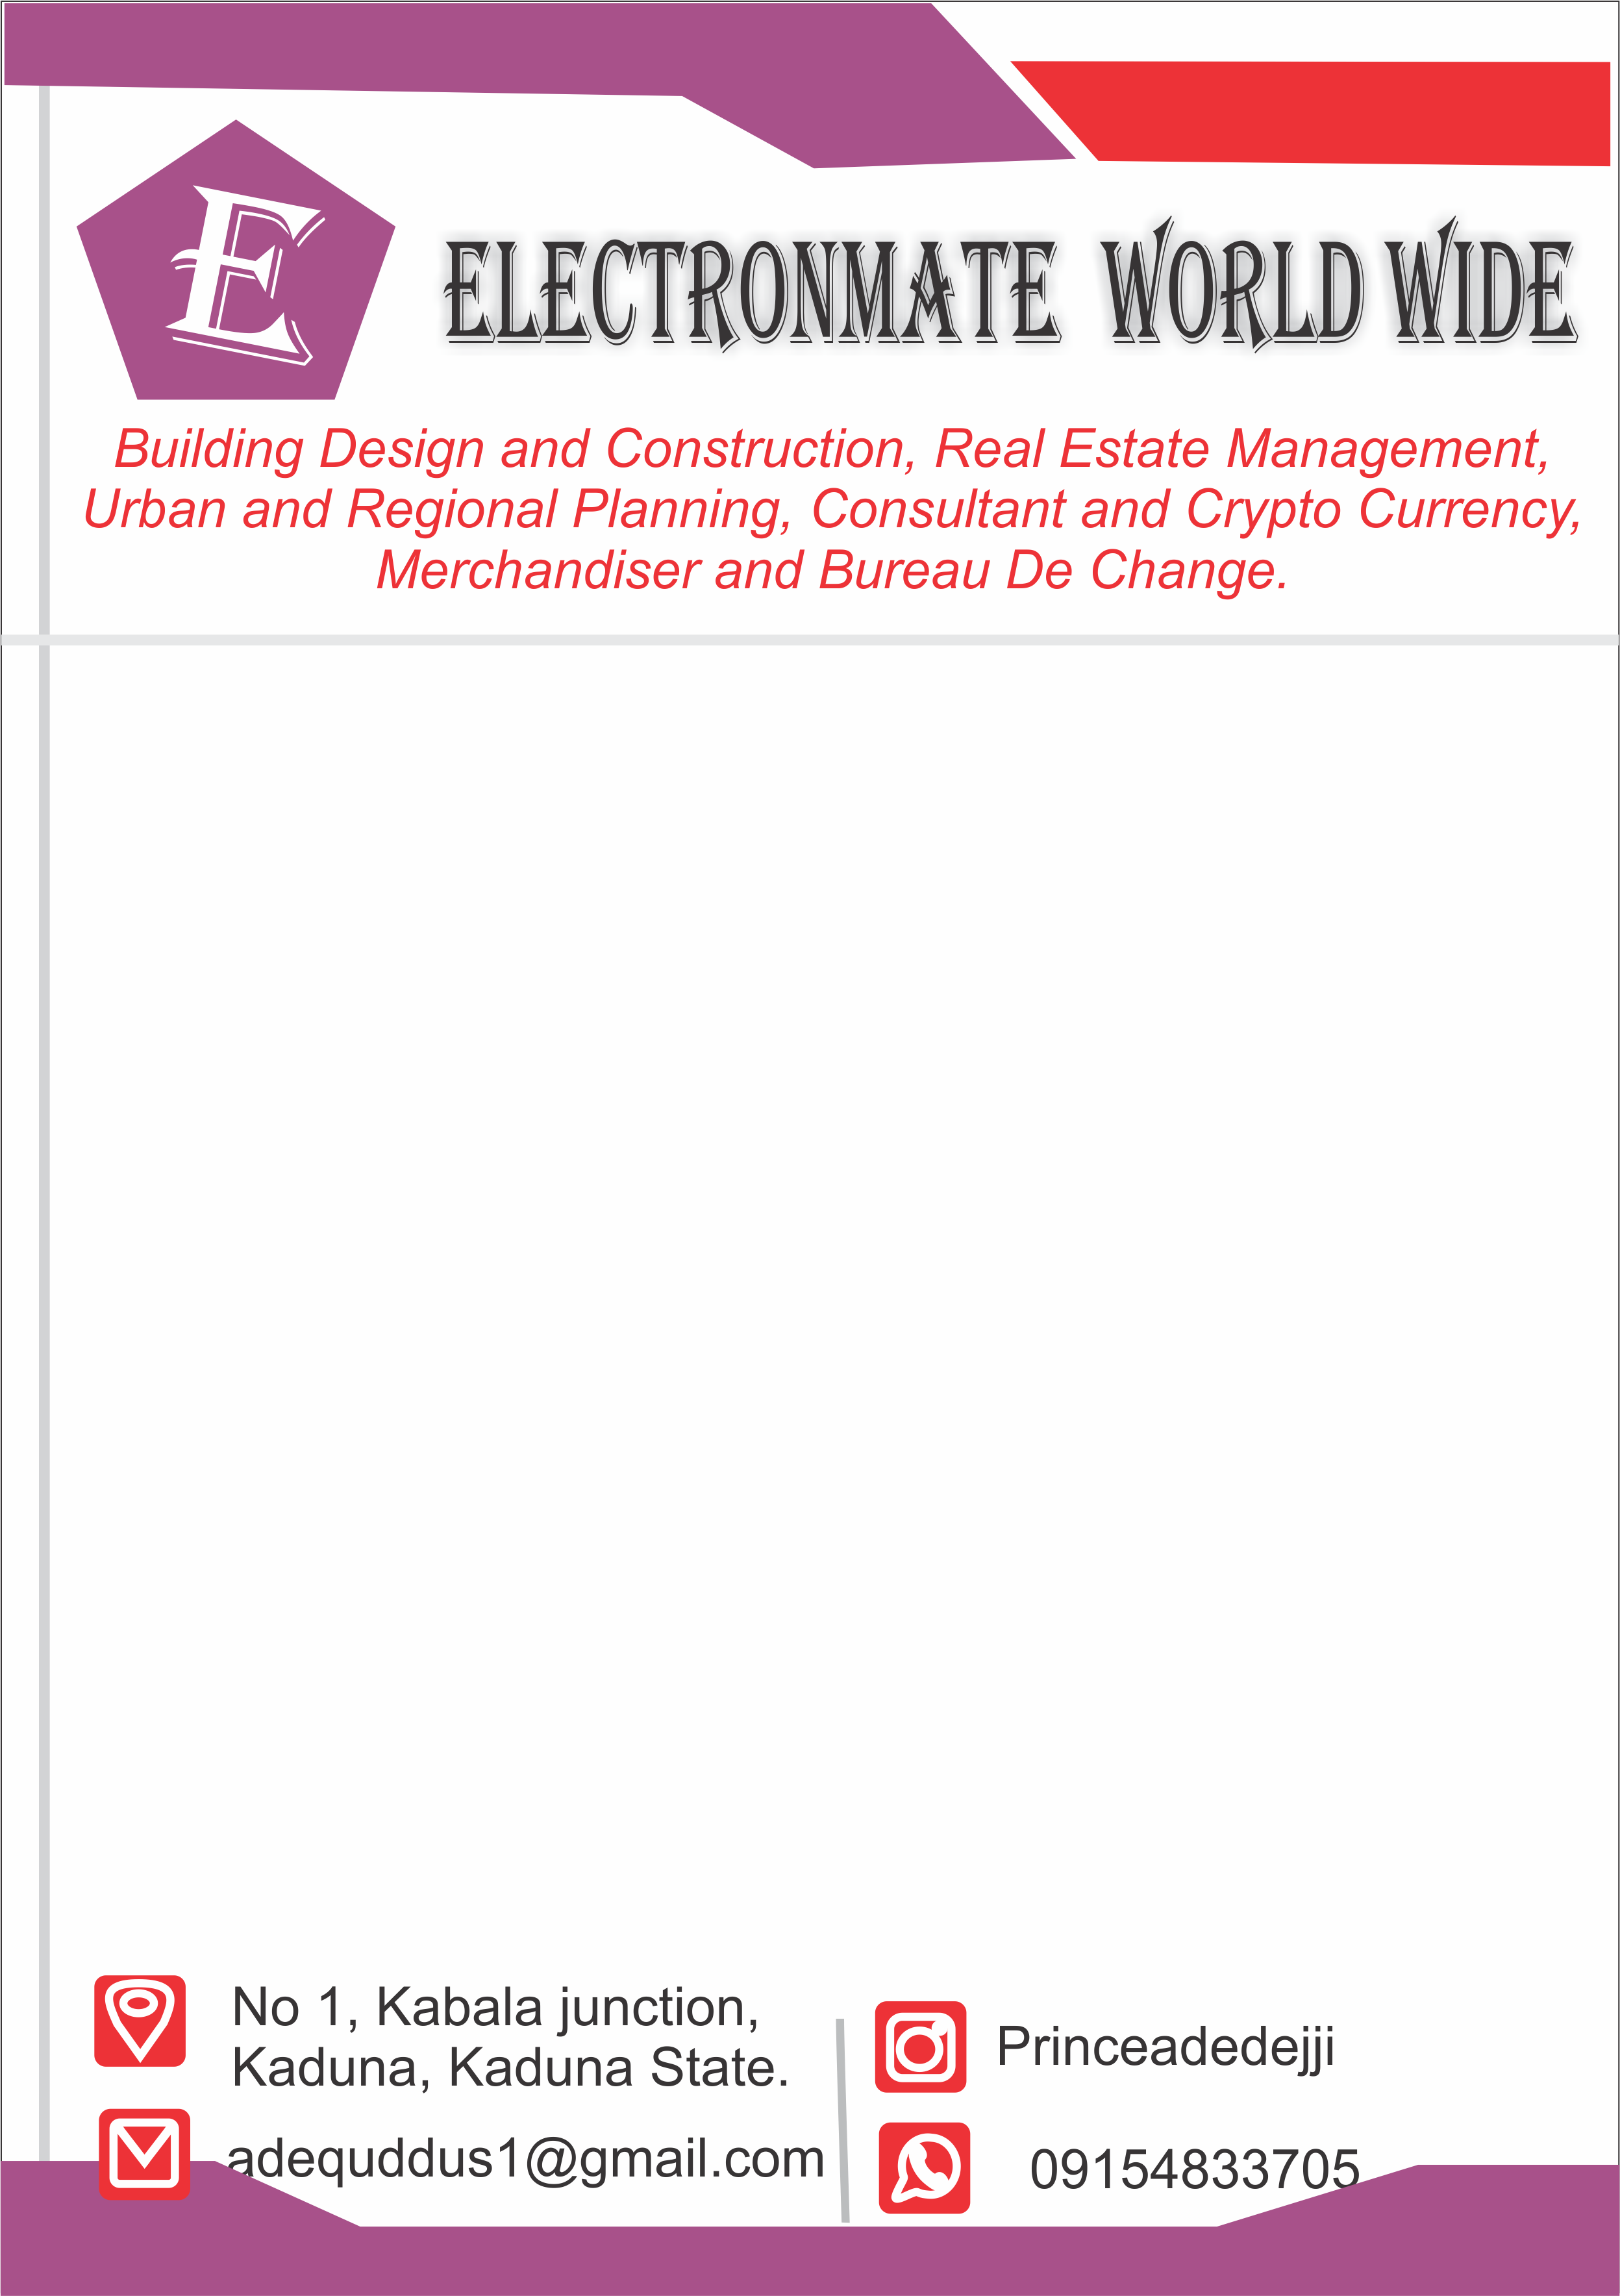 E
ELECTRONMATE WORLD WIDE
Building Design and Construction, Real Estate Management,
Urban and Regional Planning, Consultant and Crypto Currency,
Merchandiser and Bureau De Change.
No 1, Kabala junction,
Kaduna, Kaduna State.
adequddus1@gmail.com
Princeadedejji
09154833705